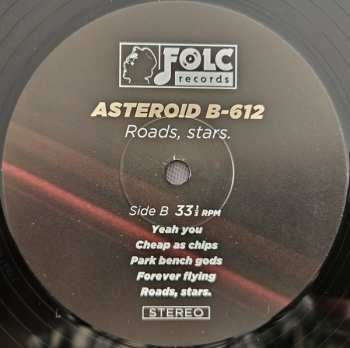 FOLC
records
ASTEROID B-612
Roads, stars.
Side B 33⅓ RPM
Yeah you
Cheap as chips
Park bench gods
Forever flying
Roads, stars.
STEREO